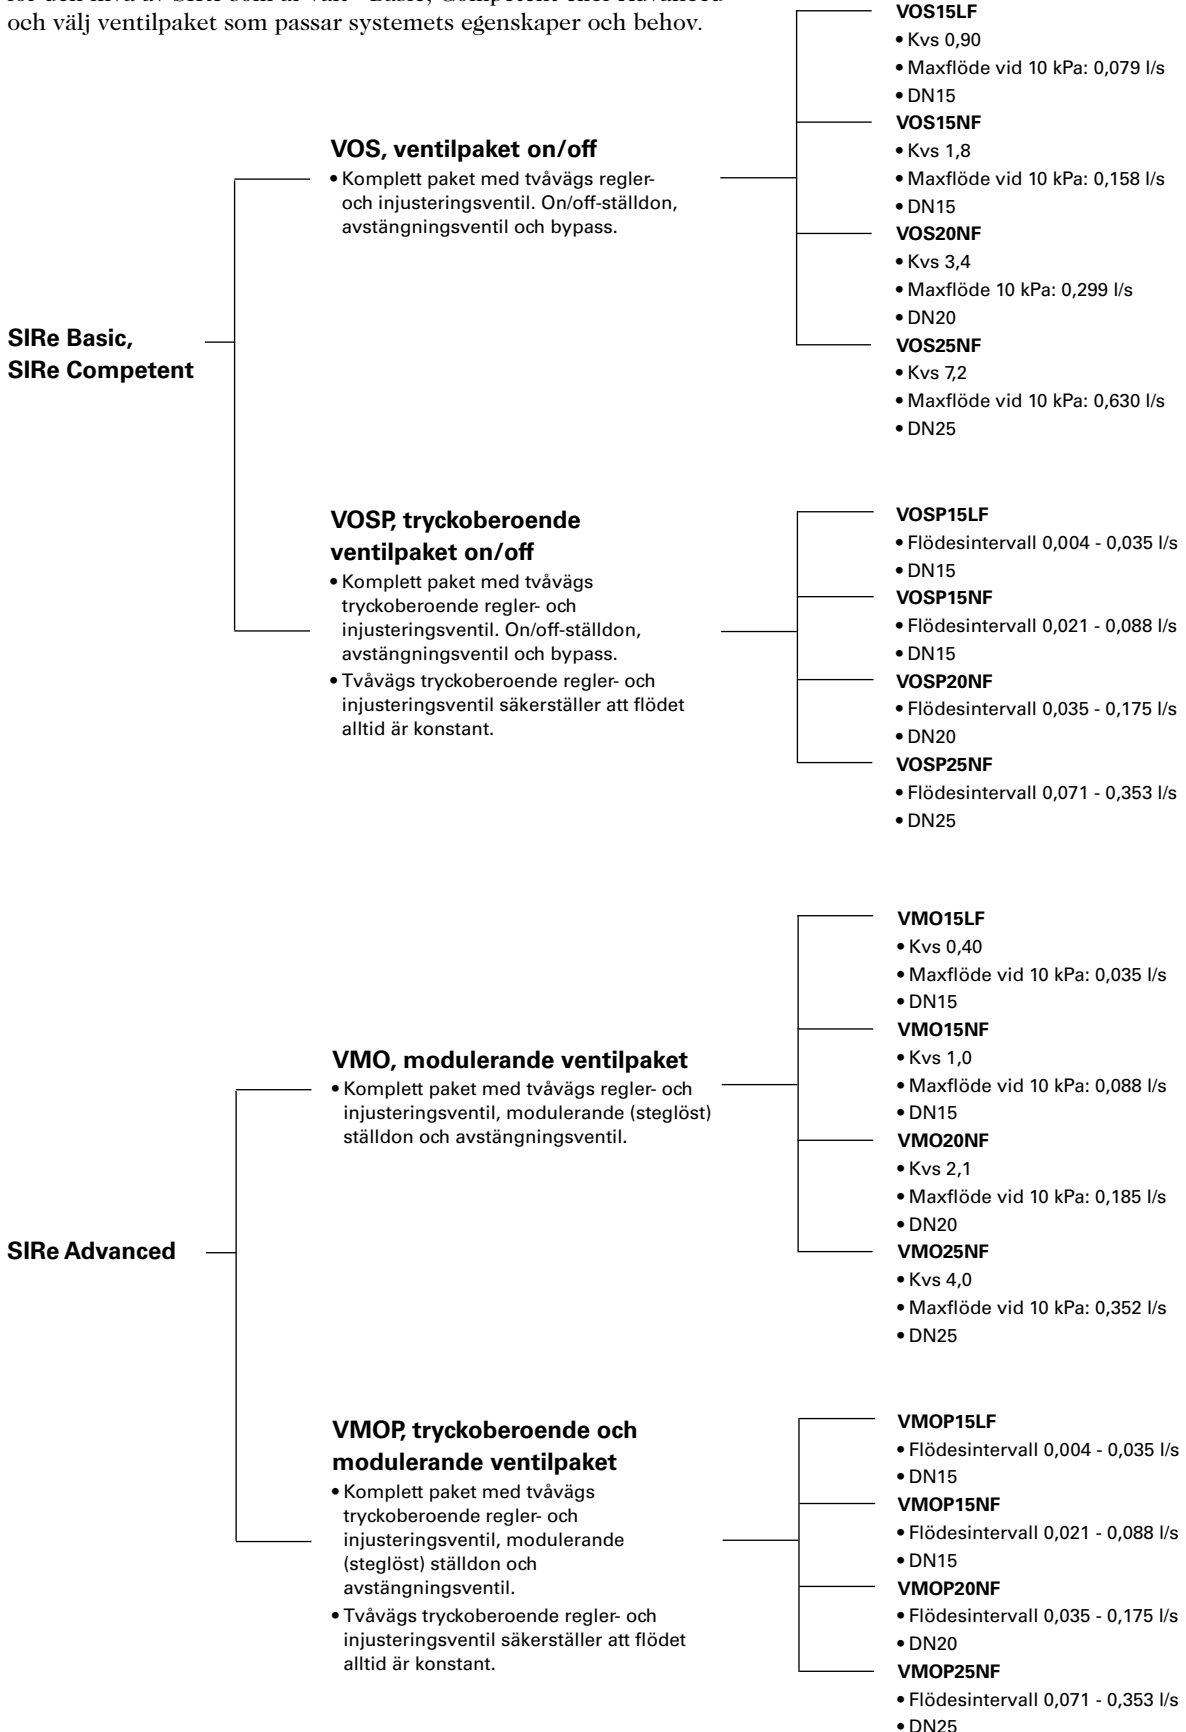 och välj ventilpaket som passar systemets egenskaper och behov.
SIRe Basic,
SIRe Competent
VOS, ventilpaket on/off
• Komplett paket med tvåvägs regler-
och injusteringsventil. On/off-ställdon,
avstängningsventil och bypass.
VOS15LF
• Kvs 0,90
• Maxflöde vid 10 kPa: 0,079 l/s
• DN15
VOS15NF
• Kvs 1,8
• Maxflöde vid 10 kPa: 0,158 l/s
• DN15
VOS20NF
• Kvs 3,4
• Maxflöde 10 kPa: 0,299 l/s
• DN20
VOS25NF
• Kvs 7,2
• Maxflöde vid 10 kPa: 0,630 l/s
• DN25
VOSP, tryckoberoende
ventilpaket on/off
• Komplett paket med tvåvägs
tryckoberoende regler- och
injusteringsventil. On/off-ställdon,
avstängningsventil och bypass.
• Tvåvägs tryckoberoende regler- och
injusteringsventil säkerställer att flödet
alltid är konstant.
VOSP15LF
• Flödesintervall 0,004 - 0,035 l/s
• DN15
VOSP15NF
• Flödesintervall 0,021 - 0,088 l/s
• DN15
VOSP20NF
• Flödesintervall 0,035 - 0,175 l/s
• DN20
VOSP25NF
• Flödesintervall 0,071 - 0,353 l/s
• DN25
SIRe Advanced
VMO, modulerande ventilpaket
• Komplett paket med tvåvägs regler- och
injusteringsventil, modulerande (steglöst)
ställdon och avstängningsventil.
VMO15LF
• Kvs 0,40
• Maxflöde vid 10 kPa: 0,035 l/s
• DN15
VMO15NF
• Kvs 1,0
• Maxflöde vid 10 kPa: 0,088 l/s
• DN15
VMO20NF
• Kvs 2,1
• Maxflöde vid 10 kPa: 0,185 l/s
• DN20
VMO25NF
• Kvs 4,0
• Maxflöde vid 10 kPa: 0,352 l/s
• DN25
VMOP, tryckoberoende och
modulerande ventilpaket
• Komplett paket med tvåvägs
tryckoberoende regler- och
injusteringsventil, modulerande
(steglöst) ställdon och
avstängningsventil.
• Tvåvägs tryckoberoende regler- och
injusteringsventil säkerställer att flödet
alltid är konstant.
VMOP15LF
• Flödesintervall 0,004 - 0,035 l/s
• DN15
VMOP15NF
• Flödesintervall 0,021 - 0,088 l/s
• DN15
VMOP20NF
• Flödesintervall 0,035 - 0,175 l/s
• DN20
VMOP25NF
• Flödesintervall 0,071 - 0,353 l/s
• DN25